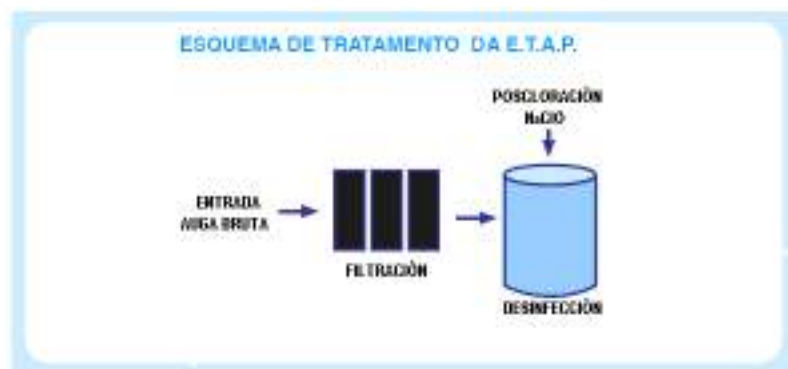 ESQUEMA DE TRATAMENTO DA E.T.A.P.
POSCLORACIÓN
NaClO
ENTRADA
AUGA BRUTA
FILTRACIÓN
DESINFECCIÓN